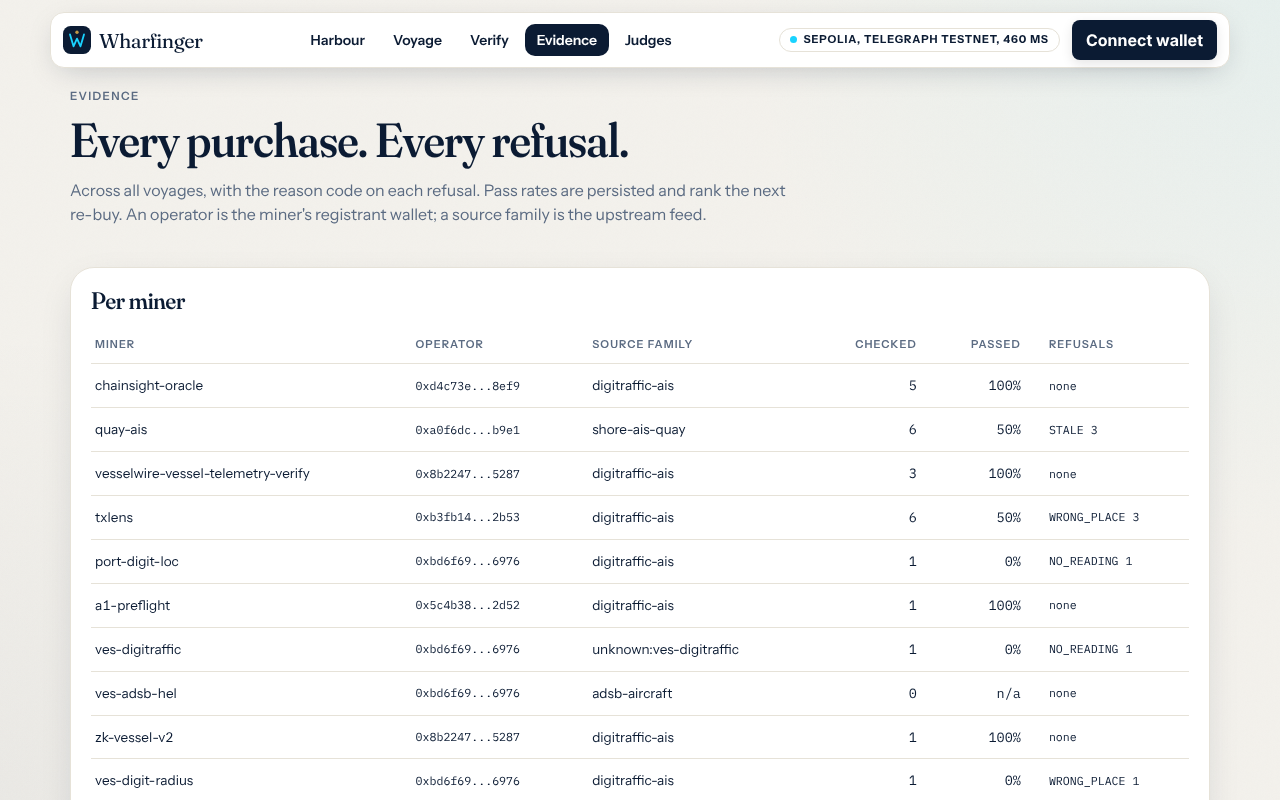 Wharfinger
Harbour Voyage Verify Evidence Judges
SEPOLIA, TELEGRAPH TESTNET, 460 MS
Connect wallet
EVIDENCE
Every purchase. Every refusal.
Across all voyages, with the reason code on each refusal. Pass rates are persisted and rank the next
re-buy. An operator is the miner's registrant wallet; a source family is the upstream feed.
Per miner
MINER OPERATOR SOURCE FAMILY CHECKED PASSED REFUSALS
chainsight-oracle 0xd4c73e...8ef9 digitraffic-ais 5 100% none
quay-ais 0xa0f6dc...b9e1 shore-ais-quay 6 50% STALE 3
vesselwire-vessel-telemetry-verify 0x8b2247...5287 digitraffic-ais 3 100% none
txlens 0xb3fb14...2b53 digitraffic-ais 6 50% WRONG_PLACE 3
port-digit-loc 0xbd6f69...6976 digitraffic-ais 1 0% NO_READING 1
a1-preflight 0x5c4b38...2d52 digitraffic-ais 1 100% none
ves-digitraffic 0xbd6f69...6976 unknown:ves-digitraffic 1 0% NO_READING 1
ves-adsb-hel 0xbd6f69...6976 adsb-aircraft 0 n/a none
zk-vessel-v2 0x8b2247...5287 digitraffic-ais 1 100% none
ves-digit-radius 0xbd6f69...6976 digitraffic-ais 1 0% WRONG_PLACE 1